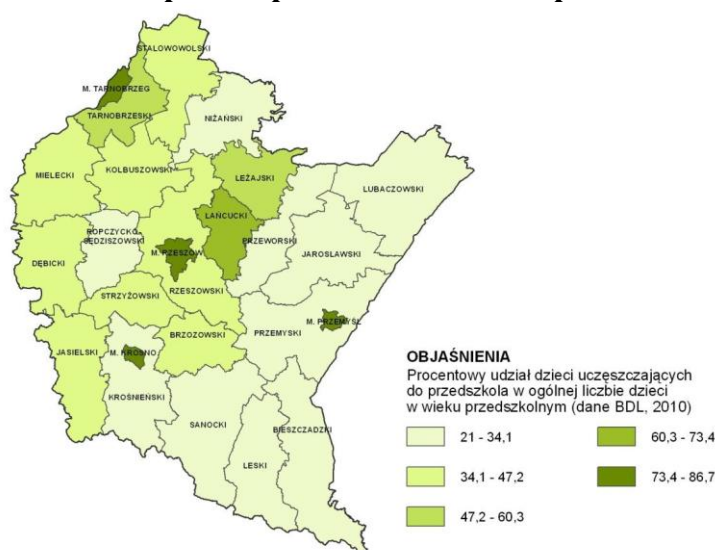 STALOWOWOLSKI
M. TARNOBRZEG
TARNOBRZESKI
NIŻAŃSKI
MIELECKI
KOLBUSZOWSKI
LEŻAJSKI
LUBACZOWSKI
ŁAŃCUCKI
ROPCZYCKO
SĘDZISZOWSKI
PRZEWORSKI
JAROSŁAWSKI
DĘBICKI
M. RZESZÓW
RZESZOWSKI
STRZYŻOWSKI
M. PRZEMYŚL
PRZEMYSKI
BRZOZOWSKI
JASIELSKI
M. KROSNO
KROŚNIEŃSKI
SANOCKI
BIESZCZADZKI
LESKI
OBJAŚNIENIA
Procentowy udział dzieci uczęszczających
do przedszkola w ogólnej liczbie dzieci
w wieku przedszkolnym (dane BDL, 2010)
21 - 34,1
60,3 - 73,4
34,1 - 47,2
73,4 - 86,7
47,2 - 60,3